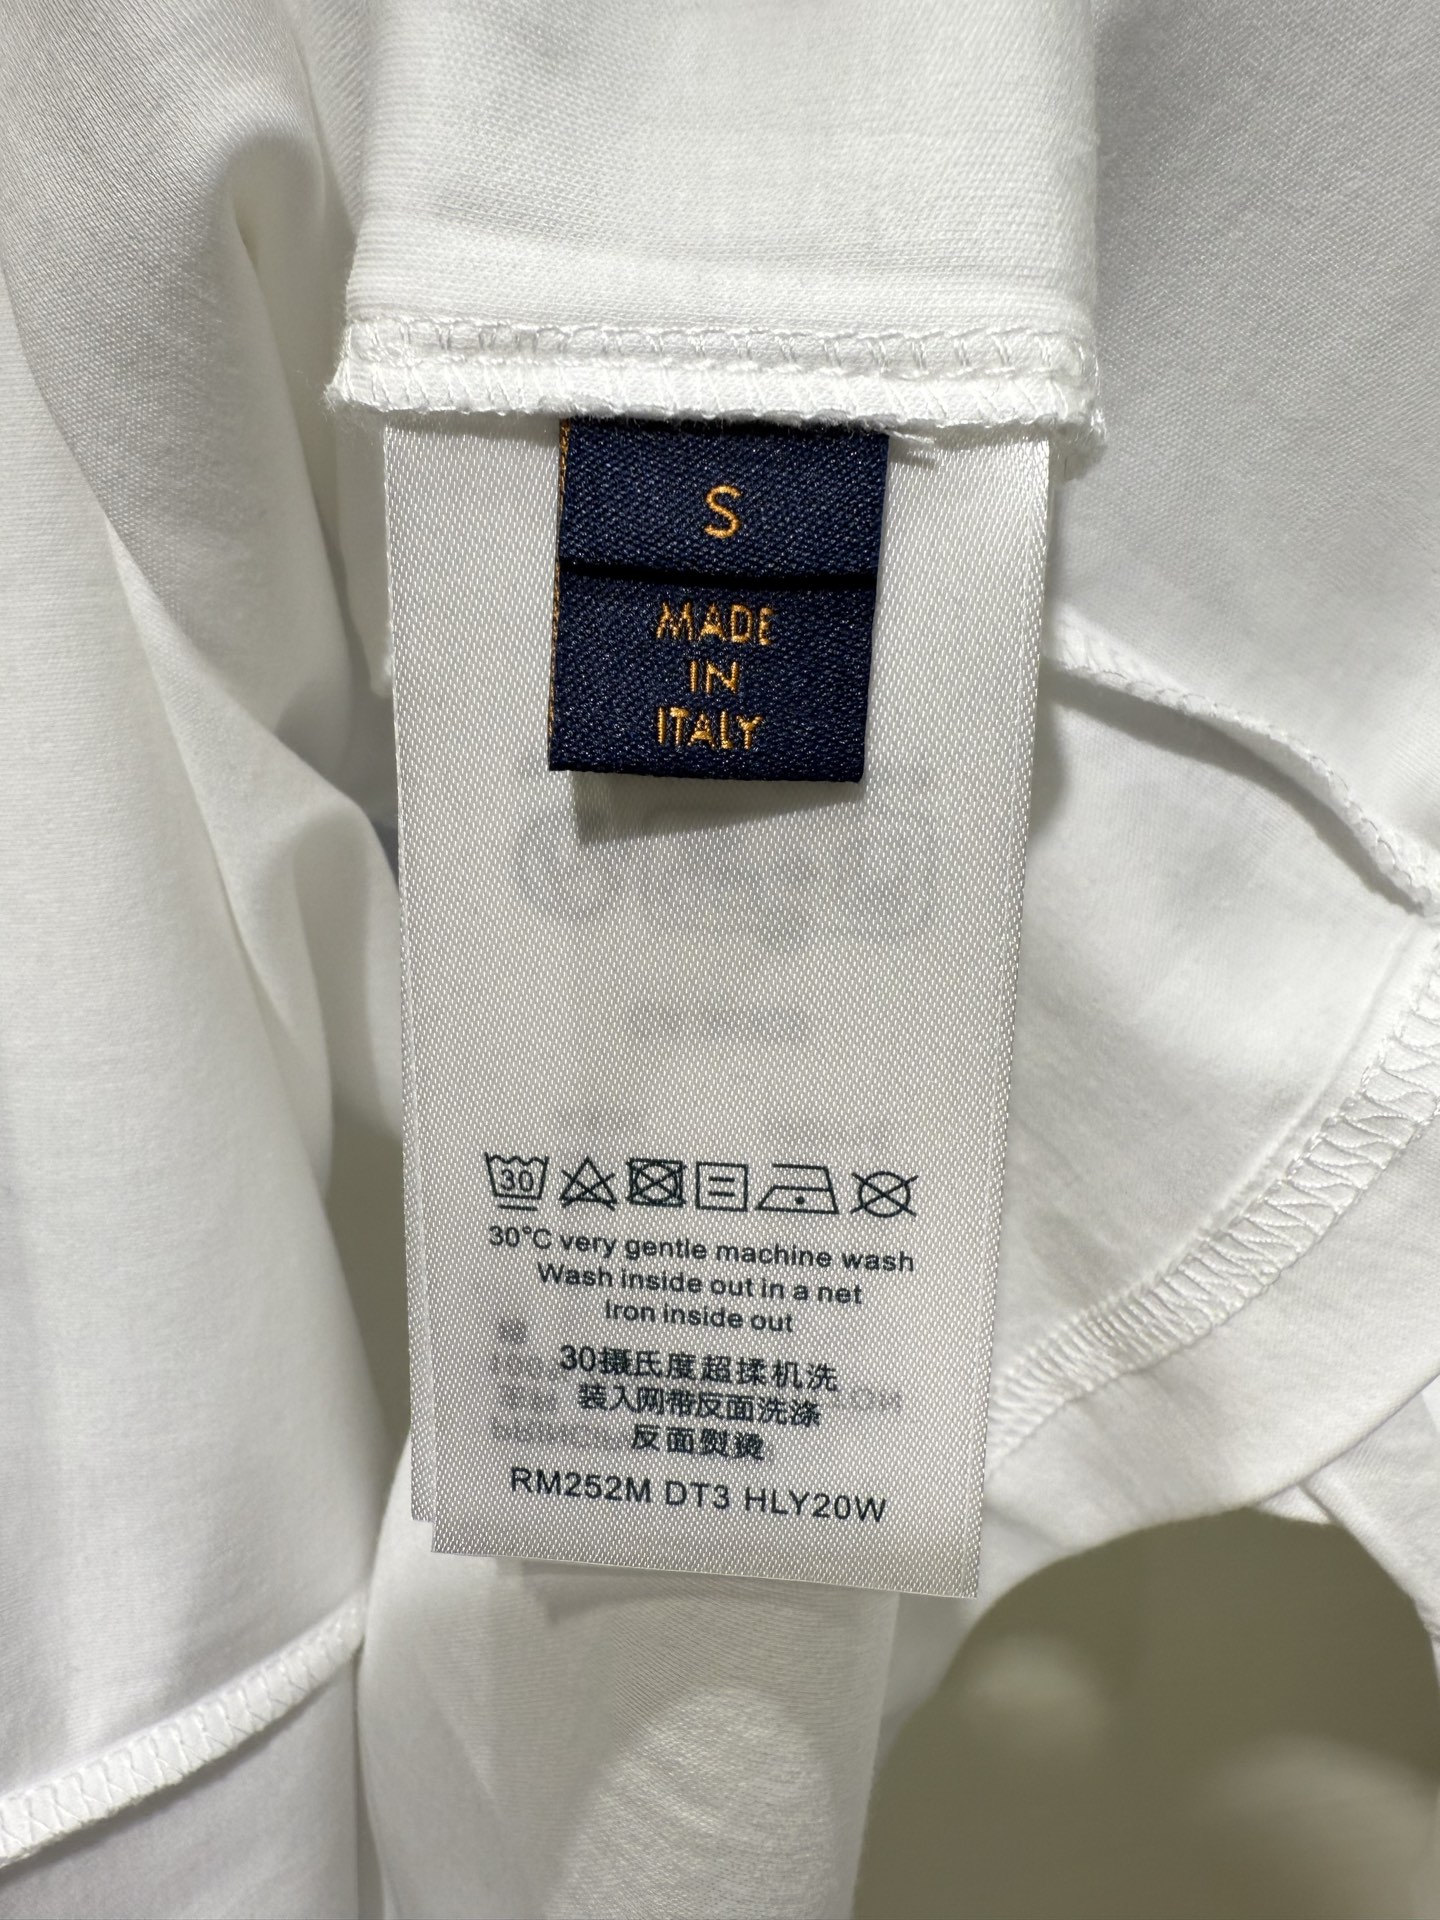 S
MADE
IN
ITALY
30
30°C very gentle machine wash
Wash inside out in a net
Iron inside out
30攝氏度超揉机洗
装入网带反面洗涤
反面熨烫
RM252M DT3 HLY20W